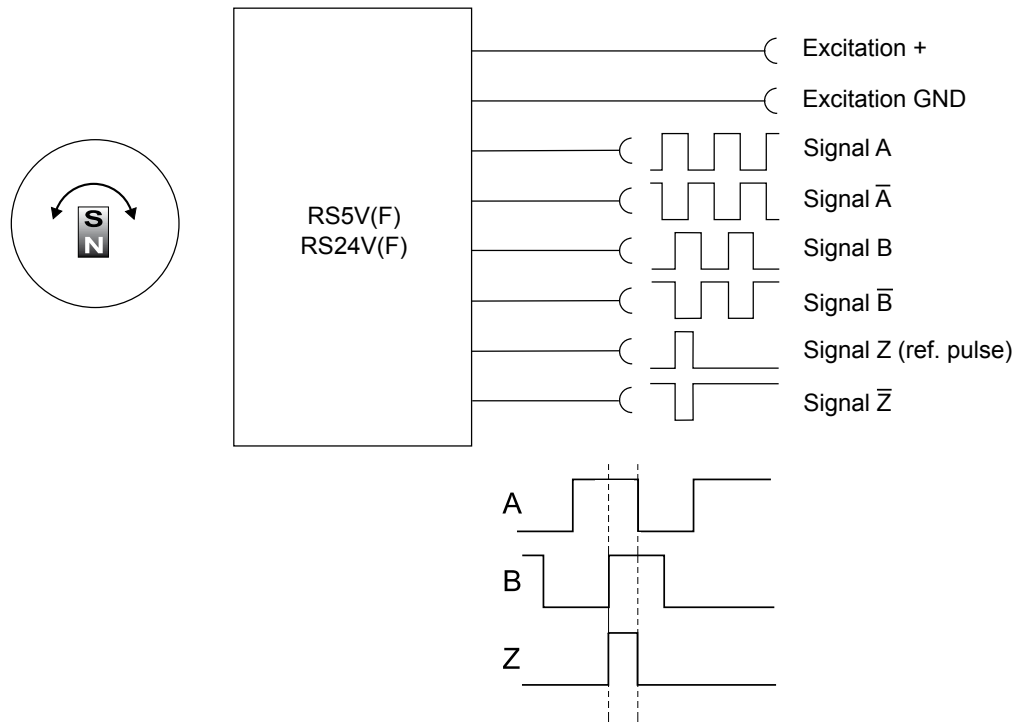 Excitation +
Excitation GND
Signal A
Signal A̅
Signal B
Signal B̅
Signal Z (ref. pulse)
Signal Z̅
S
N
RS5V(F)
RS24V(F)
A
B
Z